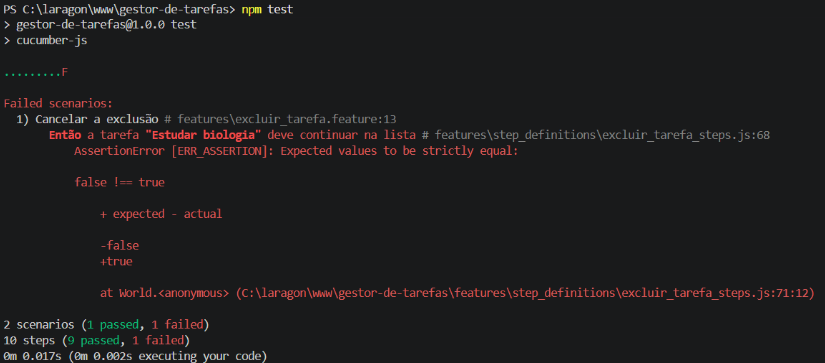 PS C:\laragon\www\gestor-de-tarefas> npm test
> gestor-de-tarefas@1.0.0 test
> cucumber-js
.........F
Failed scenarios:
1) Cancelar a exclusão # features\excluir_tarefa.feature:13
Então a tarefa "Estudar biologia" deve continuar na lista # features\step_definitions\excluir_tarefa_steps.js:68
AssertionError [ERR_ASSERTION]: Expected values to be strictly equal:
false !== true
+ expected - actual
-false
+true
at World.<anonymous> (C:\laragon\www\gestor-de-tarefas\features\step_definitions\excluir_tarefa_steps.js:71:12)
2 scenarios (1 passed, 1 failed)
10 steps (9 passed, 1 failed)
0m 0.017s (0m 0.002s executing your code)